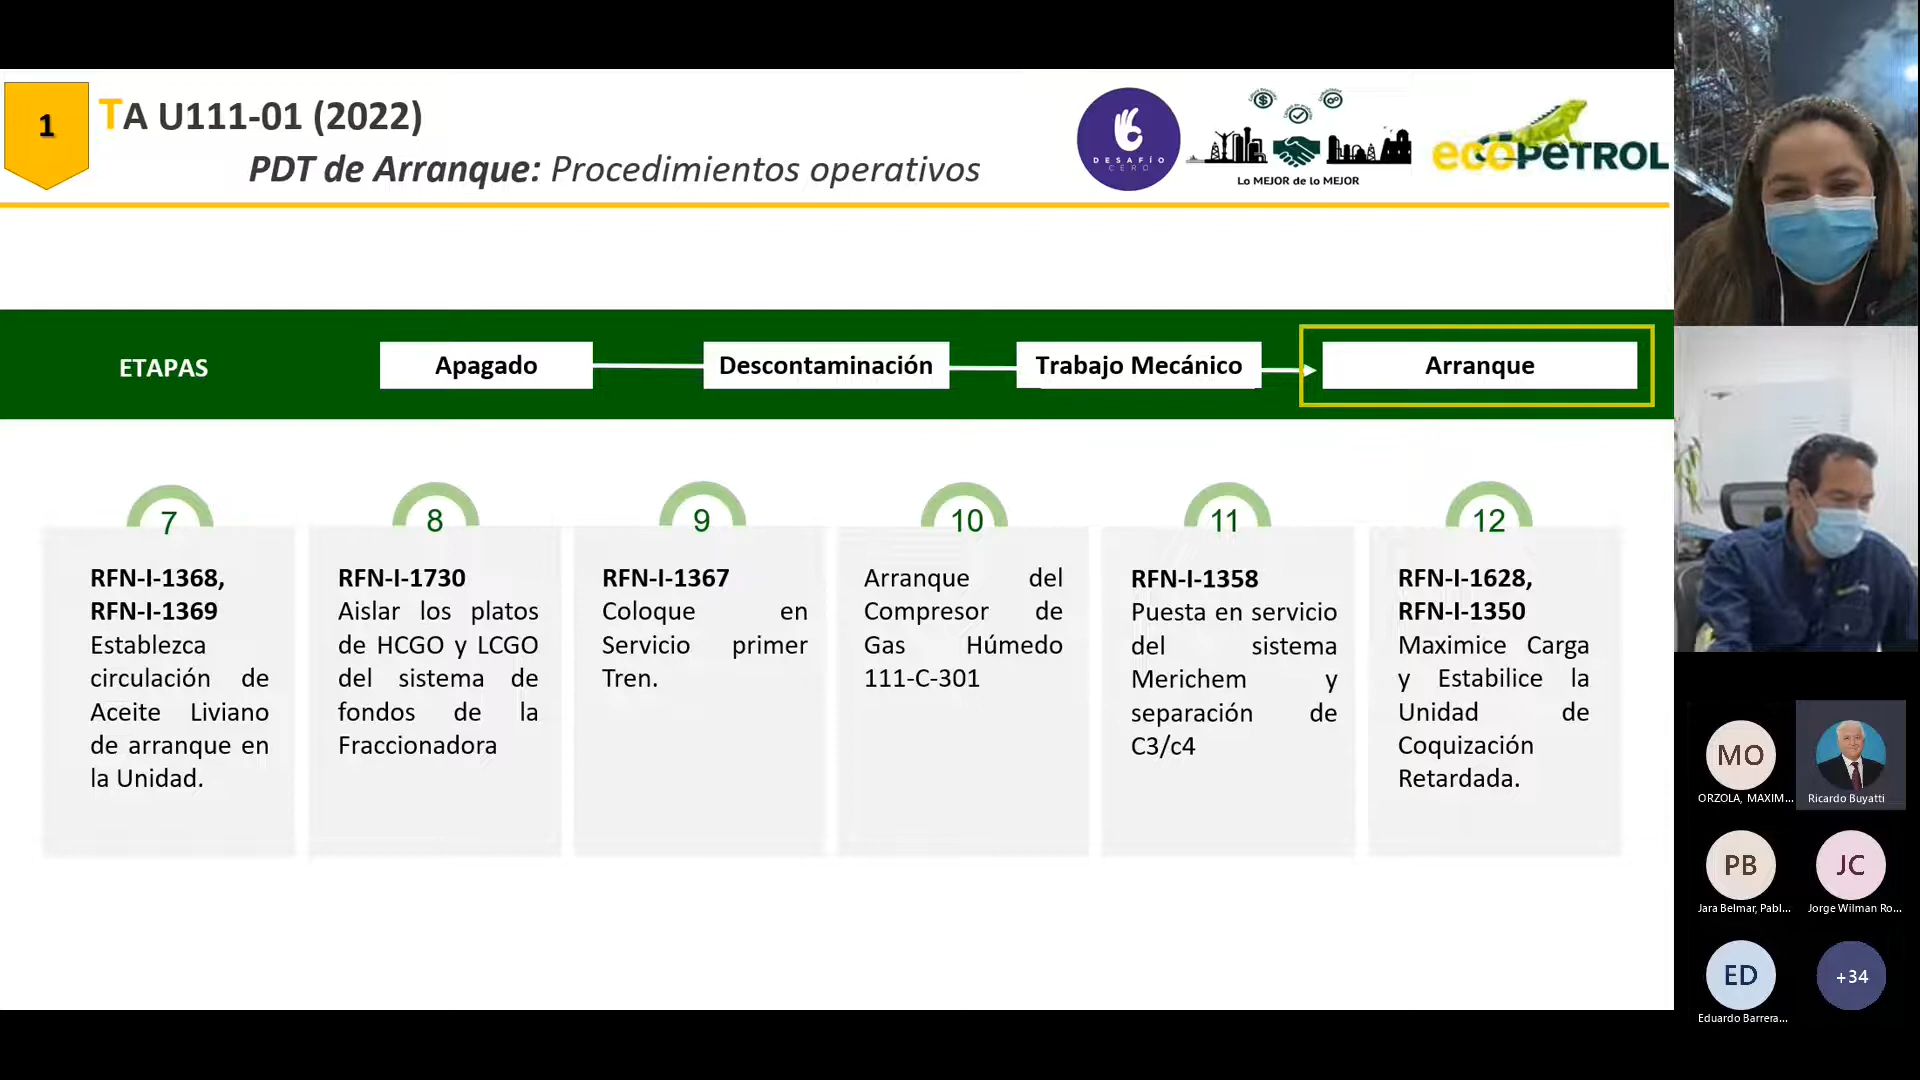 1
TA U111-01 (2022)
PDT de Arranque: Procedimientos operativos
DESAFÍO
CERO
Lo MEJOR de lo MEJOR
ecoPETROL
ETAPAS
Apagado
Descontaminación
Trabajo Mecánico
Arranque
7
RFN-I-1368,
RFN-I-1369
Establezca
circulación de
Aceite Liviano
de arranque en
la Unidad.
8
RFN-I-1730
Aislar los platos
de HCGO y LCGO
del sistema de
fondos de la
Fraccionadora
9
RFN-I-1367
Coloque en
Servicio primer
Tren.
10
Arranque del
Compresor de
Gas Húmedo
111-C-301
11
RFN-I-1358
Puesta en servicio
del sistema
Merichem y
separación de
C3/c4
12
RFN-I-1628,
RFN-I-1350
Maximice Carga
y Estabilice la
Unidad de
Coquización
Retardada.
MO
ORZOLA, MAXIM...
Ricardo Buyatti
PB
Jara Belmar, Pabl...
JC
Jorge Wilman Ro...
ED
Eduardo Barrera...
+34